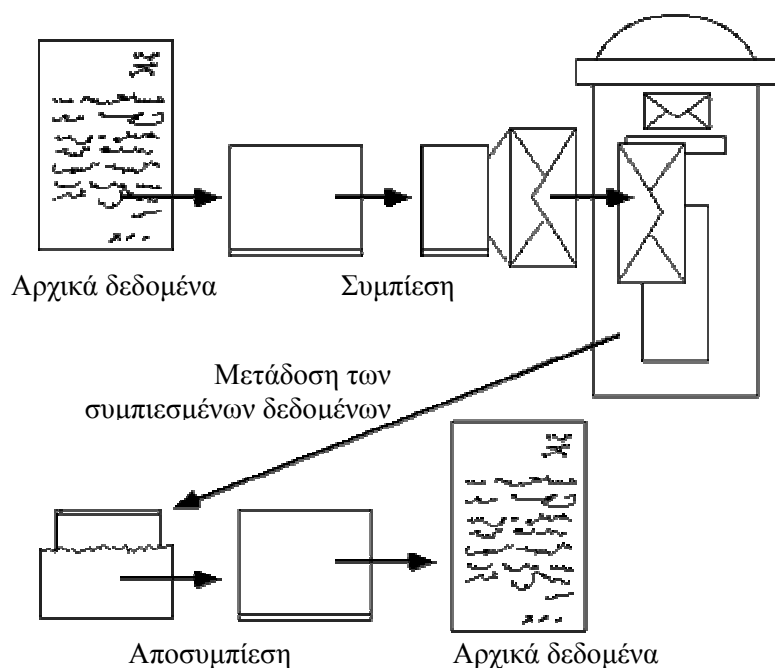 Αρχικά δεδομένα
Συμπίεση
Μετάδοση των
συμπιεσμένων δεδομένων
Αποσυμπίεση
Αρχικά δεδομένα